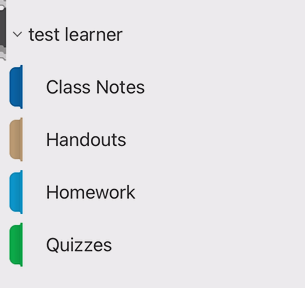 test learner
Class Notes
Handouts
Homework
Quizzes